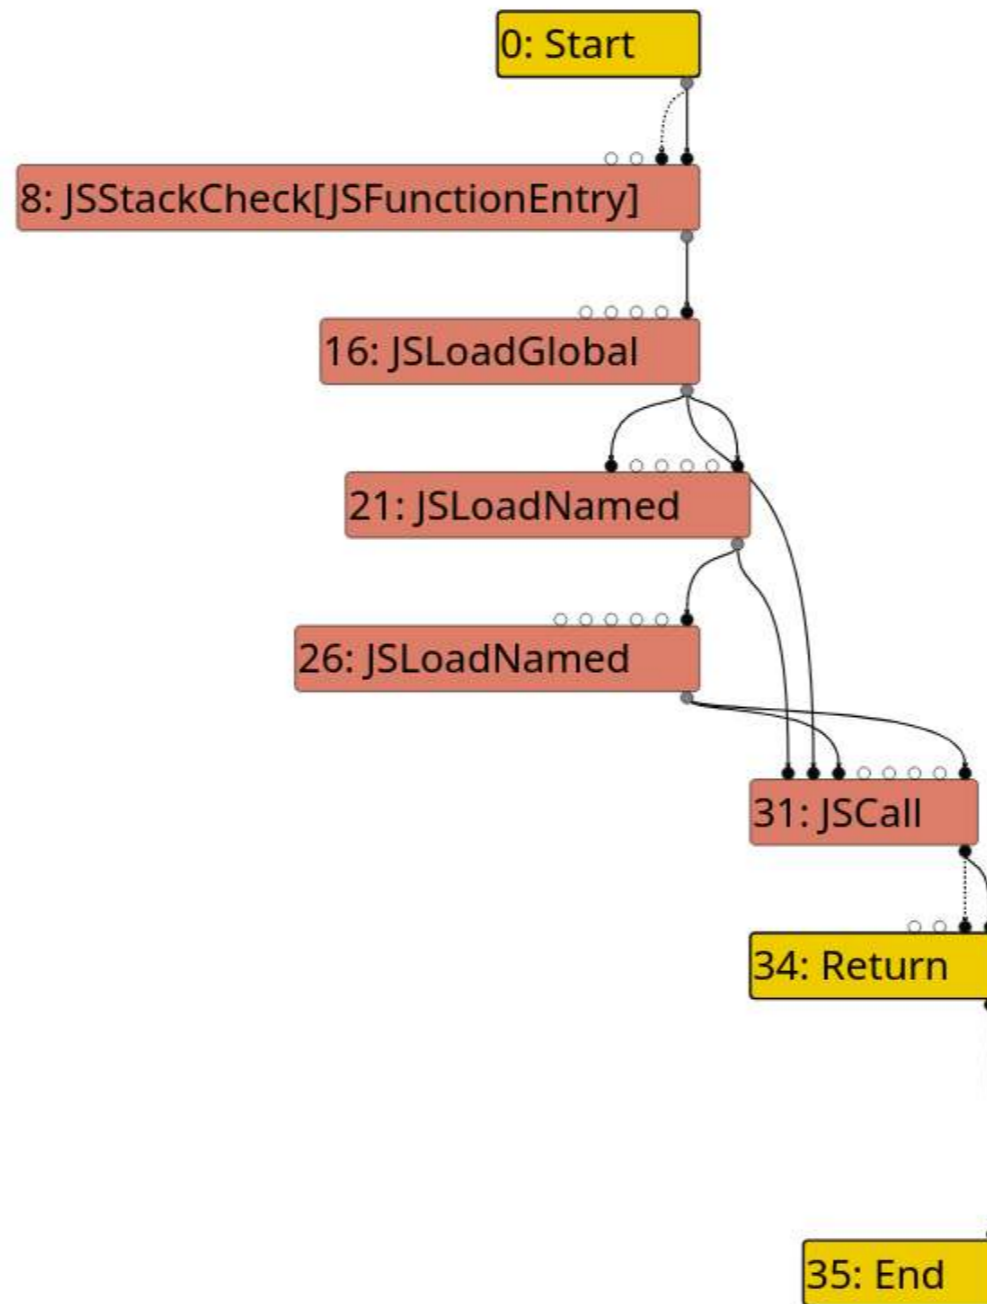 0: Start
8: JSStackCheck[JSFunctionEntry]
16: JSLoadGlobal
21: JSLoadNamed
26: JSLoadNamed
31: JSCall
34: Return
35: End